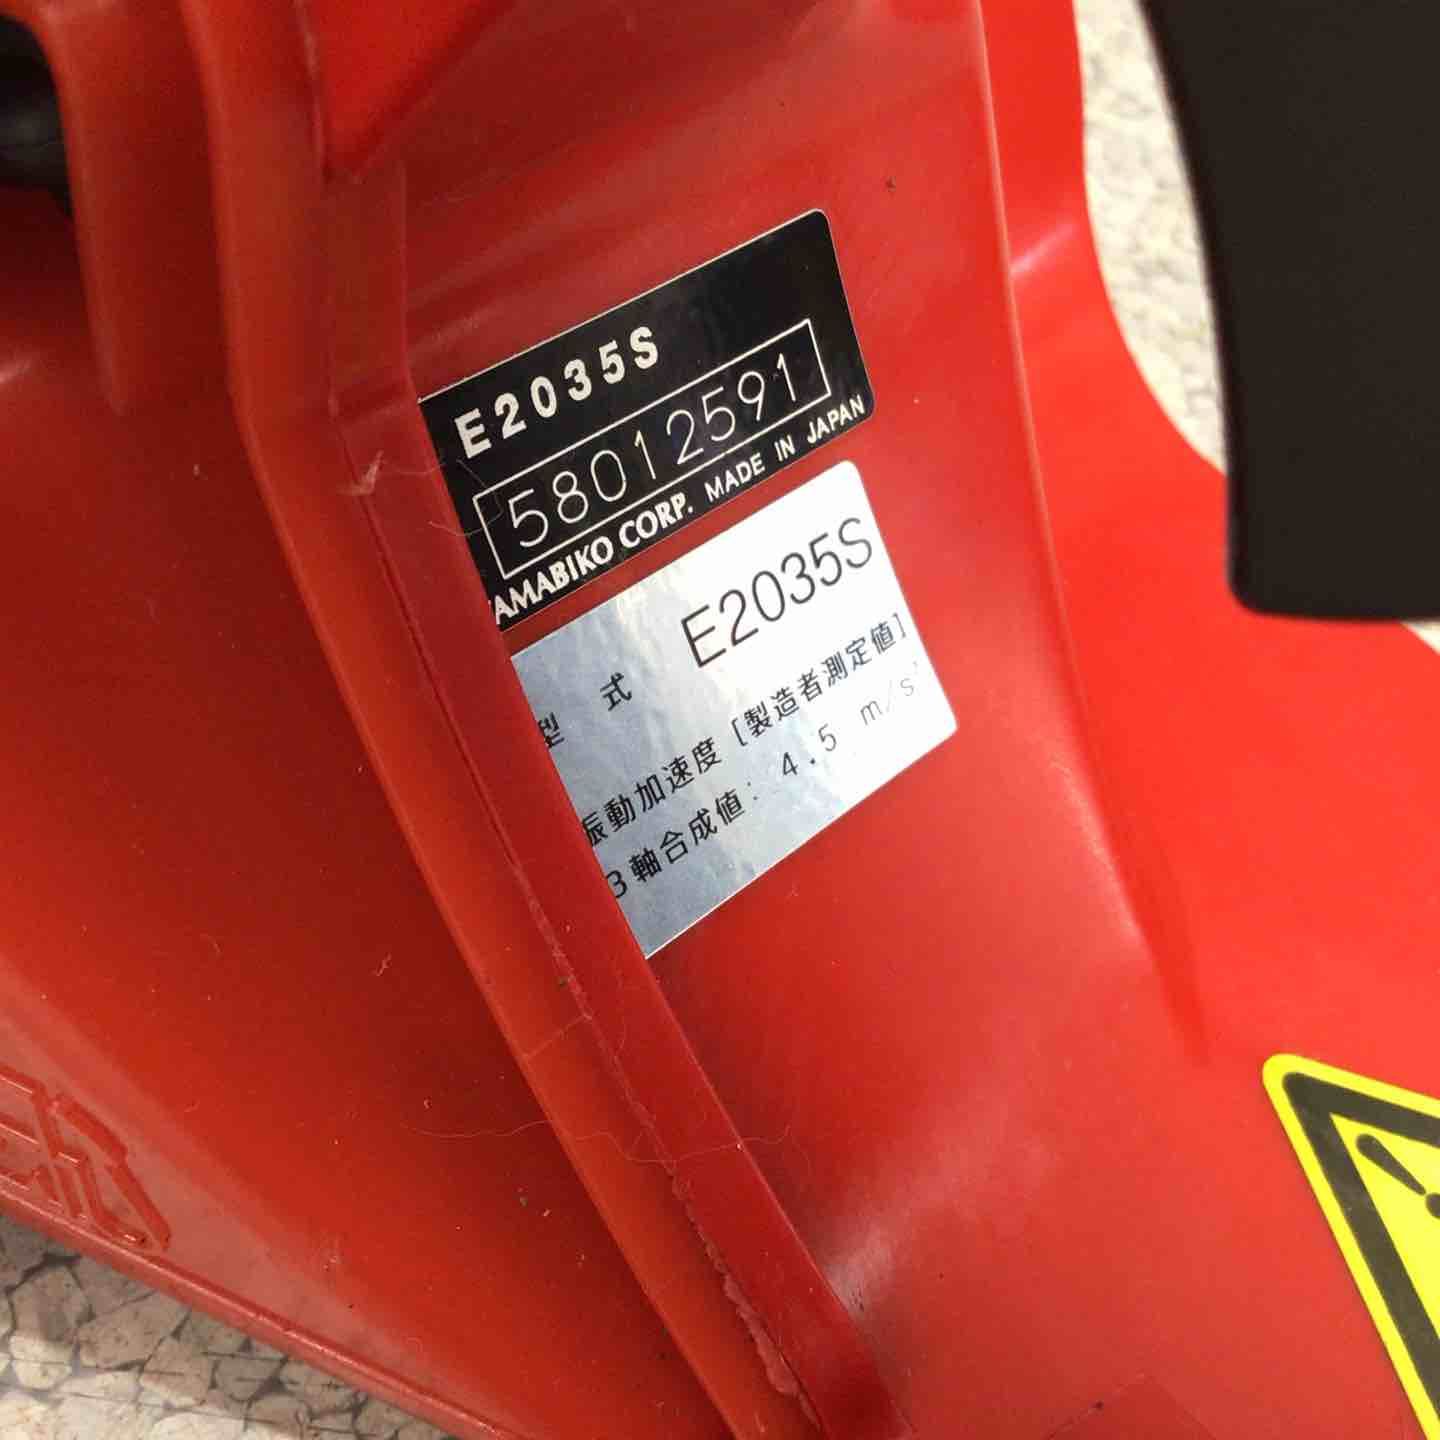 E2035S
58012591
YAMABIKO CORP. MADE IN JAPAN
型 式 E2035S
振動加速度 [製造者測定値]
3軸合成値: 4.5 m/s²